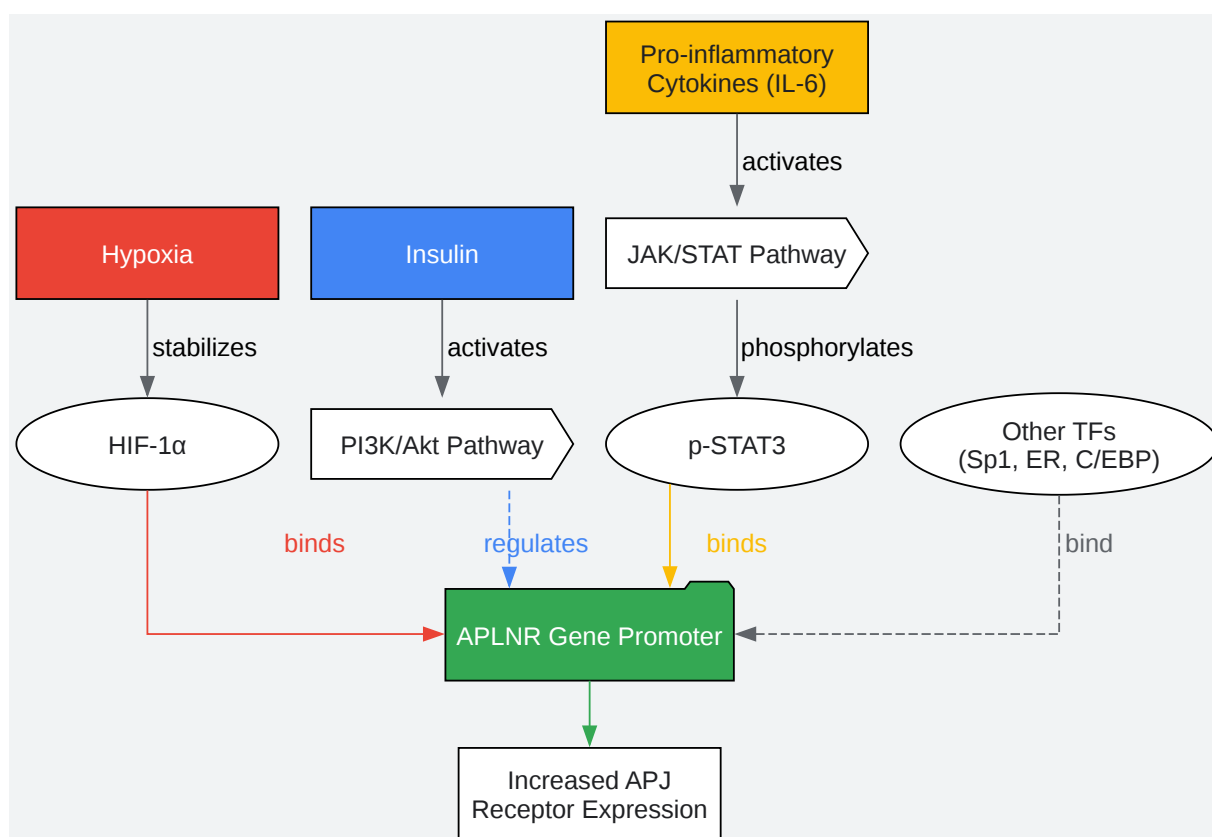 Pro-inflammatory
Cytokines (IL-6)
activates
Hypoxia
Insulin
JAK/STAT Pathway
stabilizes
activates
phosphorylates
HIF-1α
PI3K/Akt Pathway
p-STAT3
Other TFs
(Sp1, ER, C/EBP)
binds
regulates
binds
bind
APLNR Gene Promoter
Increased APJ
Receptor Expression